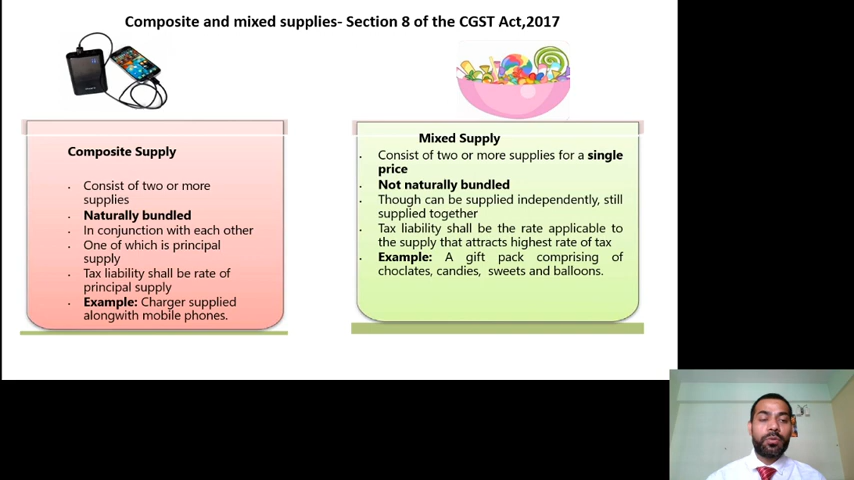 Composite and mixed supplies- Section 8 of the CGST Act,2017
Composite Supply
· Consist of two or more
supplies
· Naturally bundled
· In conjunction with each other
· One of which is principal
supply
· Tax liability shall be rate of
principal supply
· Example: Charger supplied
alongwith mobile phones.
Mixed Supply
· Consist of two or more supplies for a single
price
· Not naturally bundled
· Though can be supplied independently, still
supplied together
· Tax liability shall be the rate applicable to
the supply that attracts highest rate of tax
· Example: A gift pack comprising of
choclates, candies, sweets and balloons.